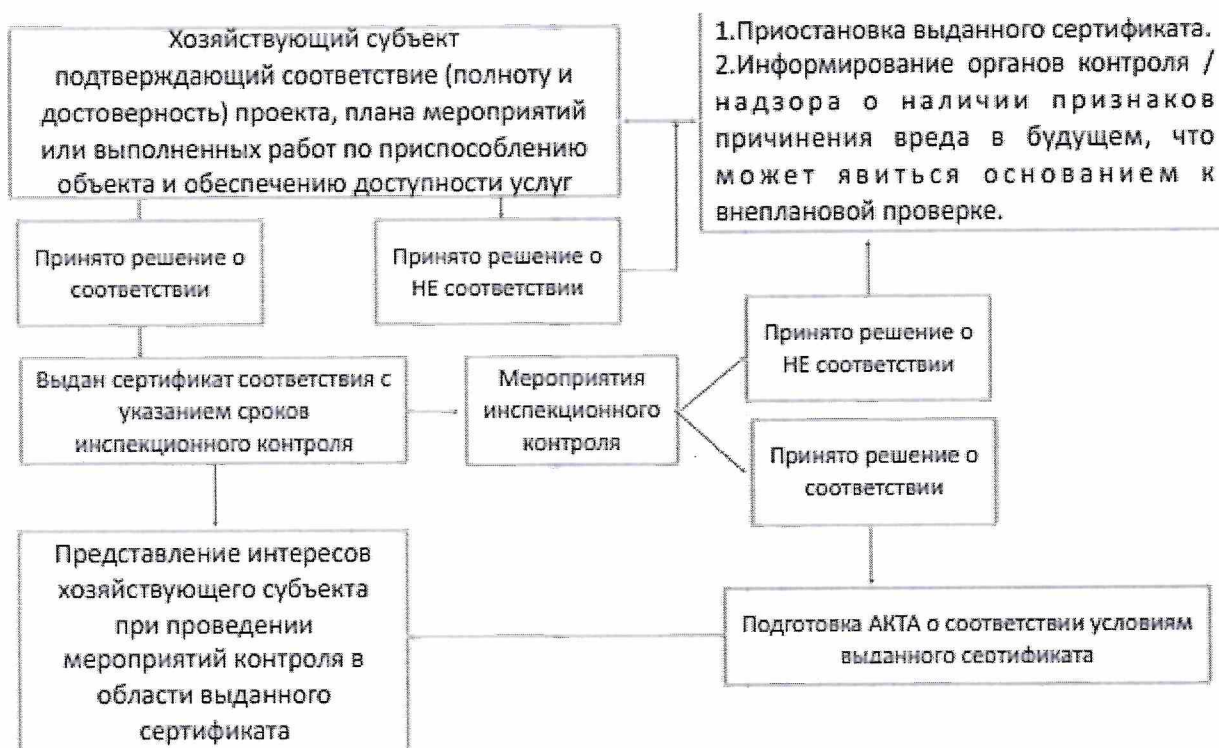 Хозяйствующий субъект
подтверждающий соответствие (полноту и
достоверность) проекта, плана мероприятий
или выполненных работ по приспособлению
объекта и обеспечению доступности услуг
1.Приостановка выданного сертификата.
2.Информирование органов контроля /
надзора о наличии признаков
причинения вреда в будущем, что
может явиться основанием к
внеплановой проверке.
Принято решение о
соответствии
Принято решение о
НЕ соответствии
Принято решение о
НЕ соответствии
Выдан сертификат соответствия с
указанием сроков
инспекционного контроля
Мероприятия
инспекционного
контроля
Принято решение о
соответствии
Представление интересов
хозяйствующего субъекта
при проведении
мероприятий контроля в
области выданного
сертификата
Подготовка АКТА о соответствии условиям
выданного сертификата